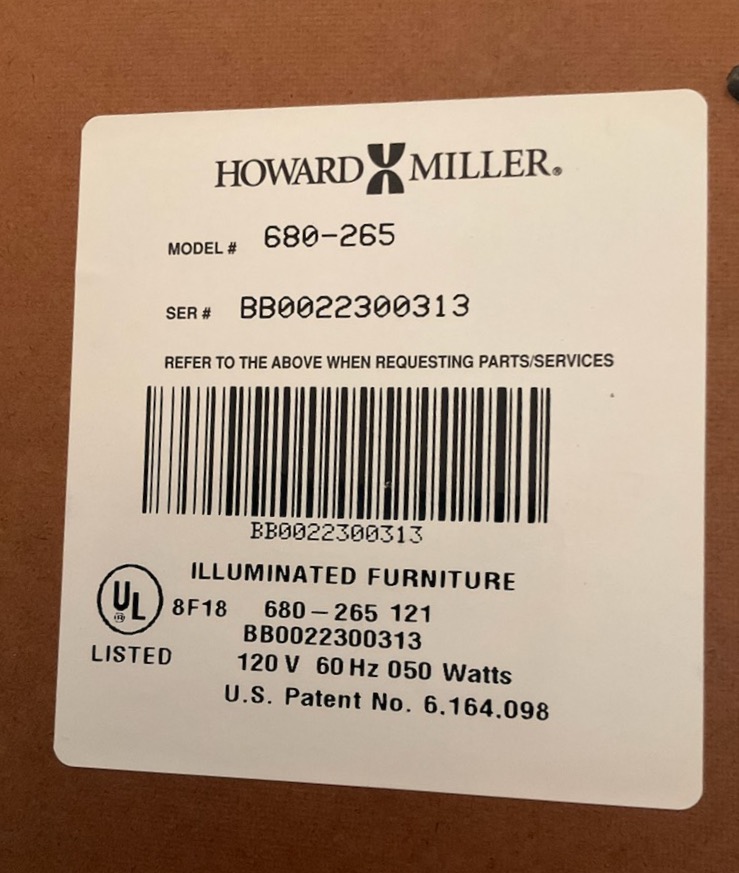 HOWARD MILLER®
MODEL # 680-265
SER # BB0022300313
REFER TO THE ABOVE WHEN REQUESTING PARTS/SERVICES
BB0022300313
ILLUMINATED FURNITURE
UL 8F18 680-265 121
BB0022300313
LISTED 120 V 60 Hz 050 Watts
U.S. Patent No. 6.164.098